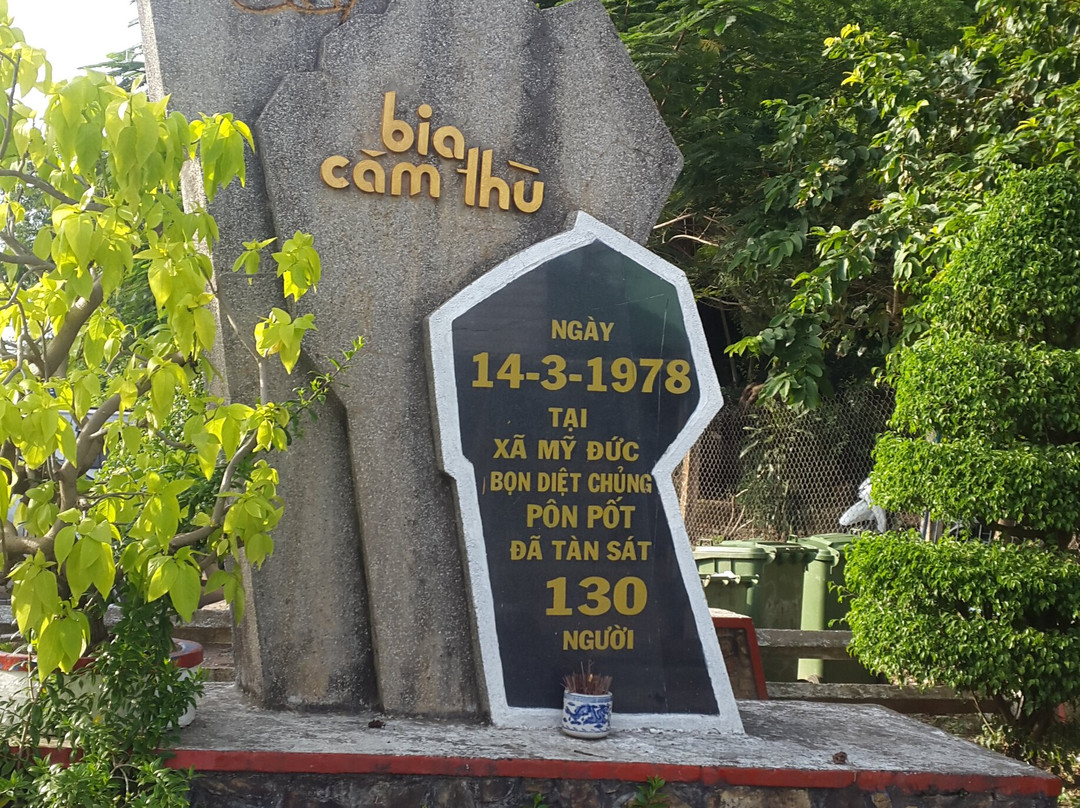 bia
căm thù
NGÀY
14-3-1978
TẠI
XÃ MỸ ĐỨC
BỌN DIỆT CHỦNG
PÔN PỐT
ĐÃ TÀN SÁT
130
NGƯỜI